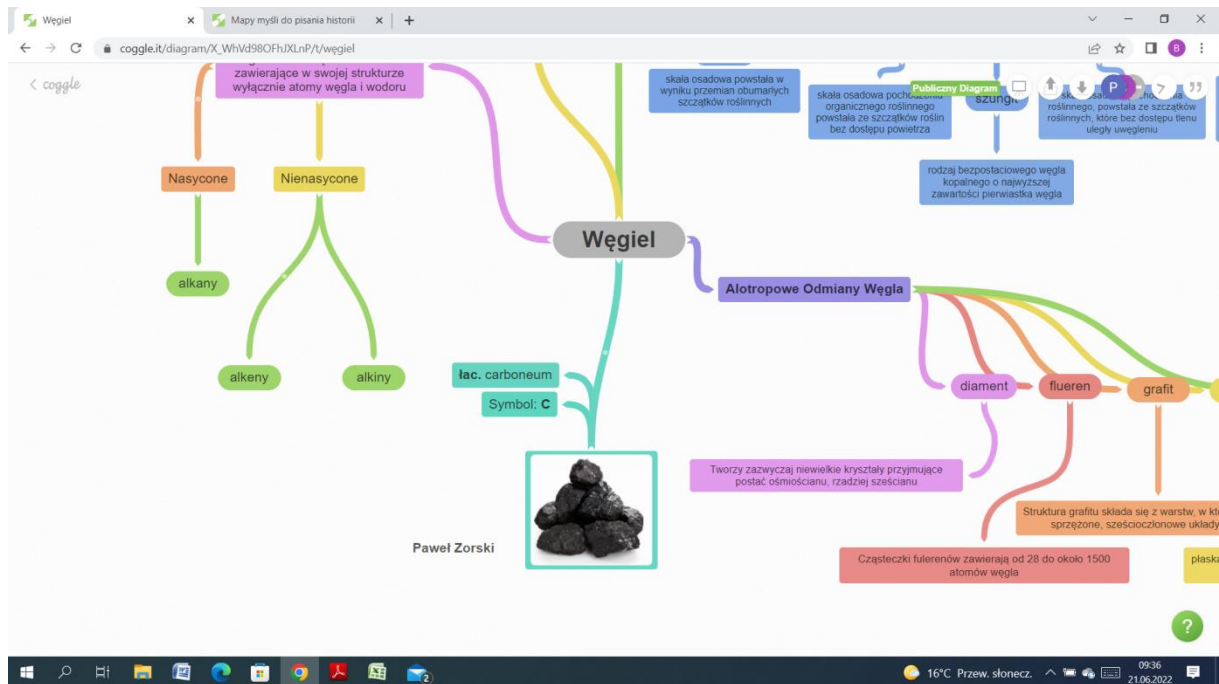 Węgiel
Mapy myśli do pisania historii
coggle.it/diagram/X_WhVd98OFhJXLnP/t/węgiel
B
coggle
zawierające w swojej strukturze
wyłącznie atomy węgla i wodoru
Nasycone
Nienasycone
alkany
alkeny
alkiny
skała osadowa powstała w
wyniku przemian obumarłych
szczątków roślinnych
skała osadowa pochodzenia
organicznego roślinnego
powstała ze szczątków roślin
bez dostępu powietrza
Publiczny Diagram
P
szungit
roślinnego, powstała ze szczątków
roślinnych, które bez dostępu tlenu
uległy uwęgleniu
rodzaj bezpostaciowego węgla
kopalnego o najwyższej
zawartości pierwiastka węgla
Węgiel
Alotropowe Odmiany Węgla
łac. carboneum
Symbol: C
diament
flueren
grafit
Tworzy zazwyczaj niewielkie kryształy przyjmujące
postać ośmiościanu, rzadziej sześcianu
Struktura grafitu składa się z warstw, w któ
sprzężone, sześcioczłonowe układy
Cząsteczki fulerenów zawierają od 28 do około 1500
atomów węgla
płaska
Paweł Zorski
?
2
16°C Przew. słonecz.
09:36
21.06.2022